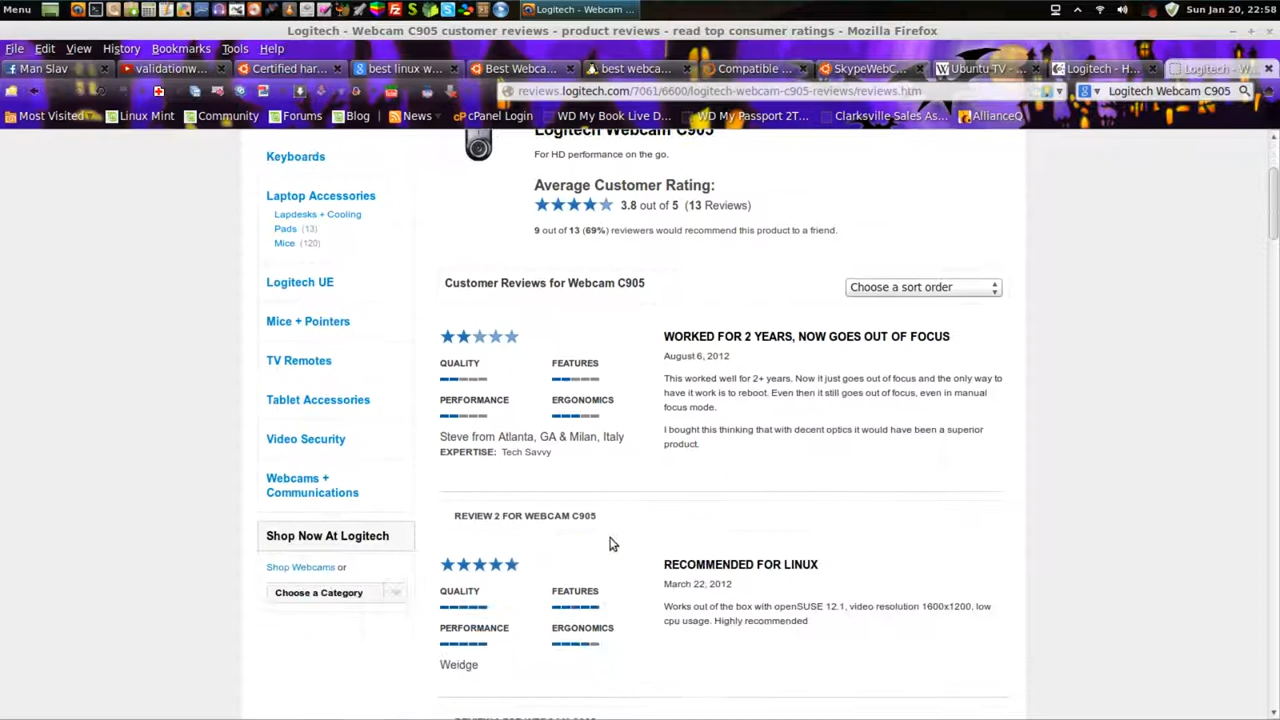 Menu Logitech - Webcam ... Sun Jan 20, 22:58
Logitech - Webcam C905 customer reviews - product reviews - read top consumer ratings - Mozilla Firefox
File Edit View History Bookmarks Tools Help
Man Slav validationw... Certified har... best linux w... Best Webca... best webca... Compatible ... SkypeWebC... Ubuntu TV - ... Logitech - H... Logitech - W...
reviews.logitech.com/7061/6600/logitech-webcam-c905-reviews/reviews.htm Logitech Webcam C905
Most Visited Linux Mint Community Forums Blog News cPanel Login WD My Book Live D... WD My Passport 2T... Clarksville Sales As... AllianceQ
Logitech Webcam C905
Keyboards
For HD performance on the go.
Average Customer Rating:
3.8 out of 5 (13 Reviews)
9 out of 13 (69%) reviewers would recommend this product to a friend.
Laptop Accessories
Lapdesks + Cooling
Pads (13)
Mice (120)
Logitech UE
Mice + Pointers
TV Remotes
Tablet Accessories
Video Security
Webcams +
Communications
Shop Now At Logitech
Shop Webcams or
Choose a Category
Customer Reviews for Webcam C905
Choose a sort order
QUALITY FEATURES
PERFORMANCE ERGONOMICS
Steve from Atlanta, GA & Milan, Italy
EXPERTISE: Tech Savvy
WORKED FOR 2 YEARS, NOW GOES OUT OF FOCUS
August 6, 2012
This worked well for 2+ years. Now it just goes out of focus and the only way to
have it work is to reboot. Even then it still goes out of focus, even in manual
focus mode.
I bought this thinking that with decent optics it would have been a superior
product.
REVIEW 2 FOR WEBCAM C905
QUALITY FEATURES
PERFORMANCE ERGONOMICS
Weidge
RECOMMENDED FOR LINUX
March 22, 2012
Works out of the box with openSUSE 12.1, video resolution 1600x1200, low
cpu usage. Highly recommended